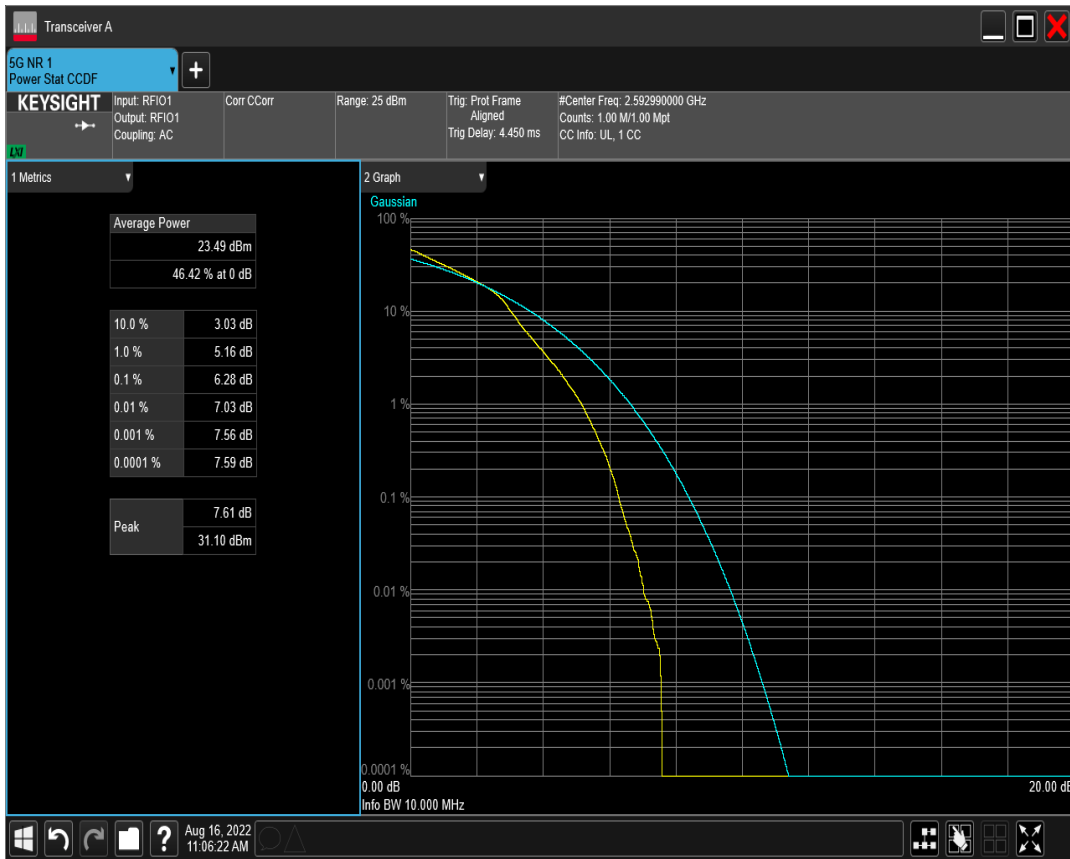 Transceiver A
5G NR 1
Power Stat CCDF
+
KEYSIGHT
LXI
Input: RFIO1
Output: RFIO1
Coupling: AC
Corr CCorr
Range: 25 dBm
Trig: Prot Frame
Aligned
Trig Delay: 4.450 ms
#Center Freq: 2.592990000 GHz
Counts: 1.00 M/1.00 Mpt
CC Info: UL, 1 CC
1 Metrics
Average Power
23.49 dBm
46.42 % at 0 dB
10.0 % 3.03 dB
1.0 % 5.16 dB
0.1 % 6.28 dB
0.01 % 7.03 dB
0.001 % 7.56 dB
0.0001 % 7.59 dB
Peak
7.61 dB
31.10 dBm
2 Graph
Gaussian
100 %
10 %
1 %
0.1 %
0.01 %
0.001 %
0.0001 %
0.00 dB 20.00 dB
Info BW 10.000 MHz
? Aug 16, 2022
11:06:22 AM